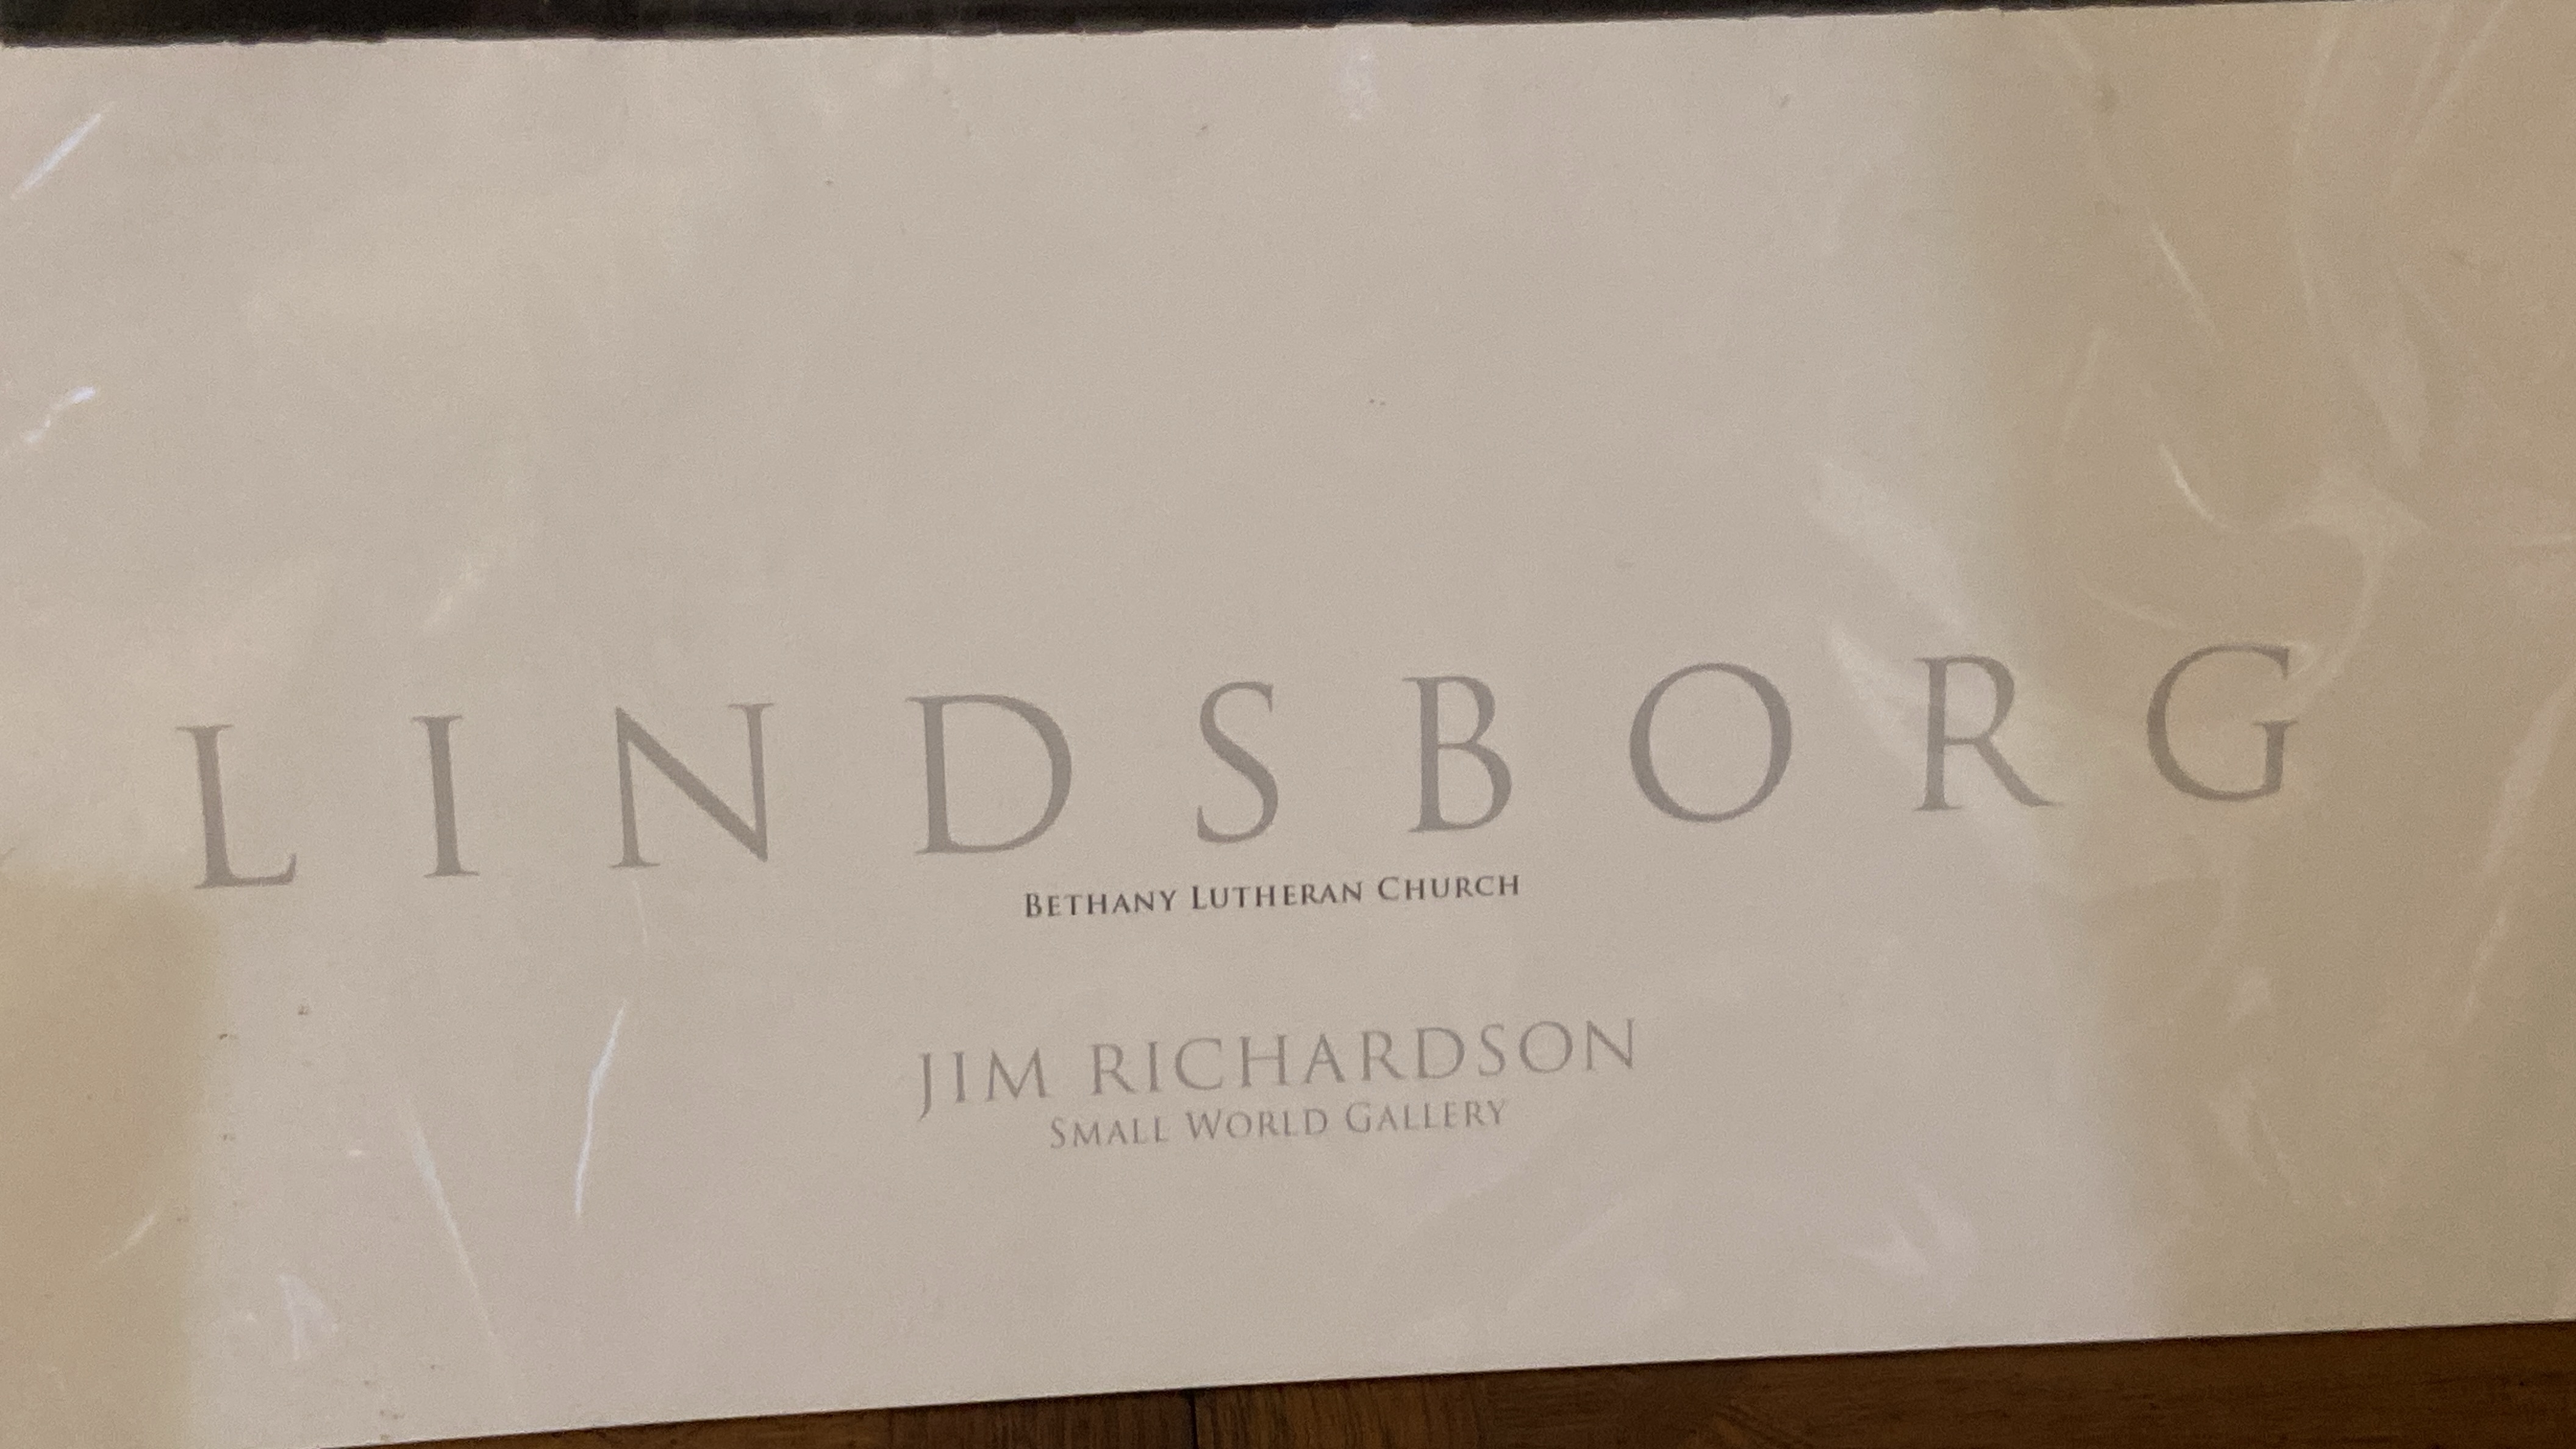 LINDSBORG
BETHANY LUTHERAN CHURCH
JIM RICHARDSON
SMALL WORLD GALLERY